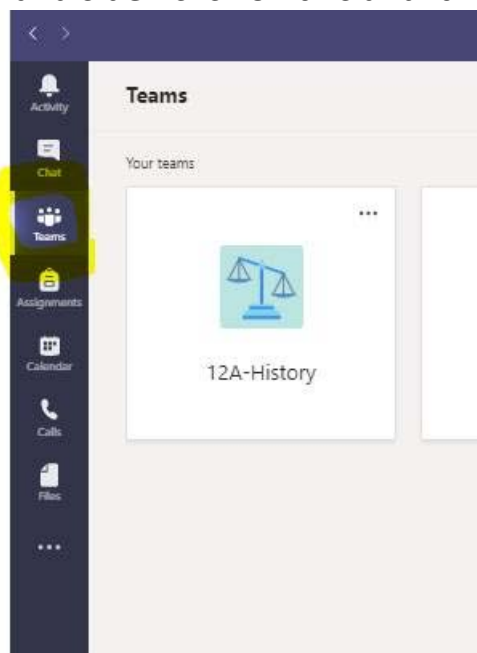 Activity
Chat
Teams
Assignments
Calendar
Calls
Files
Teams
Your teams
12A-History